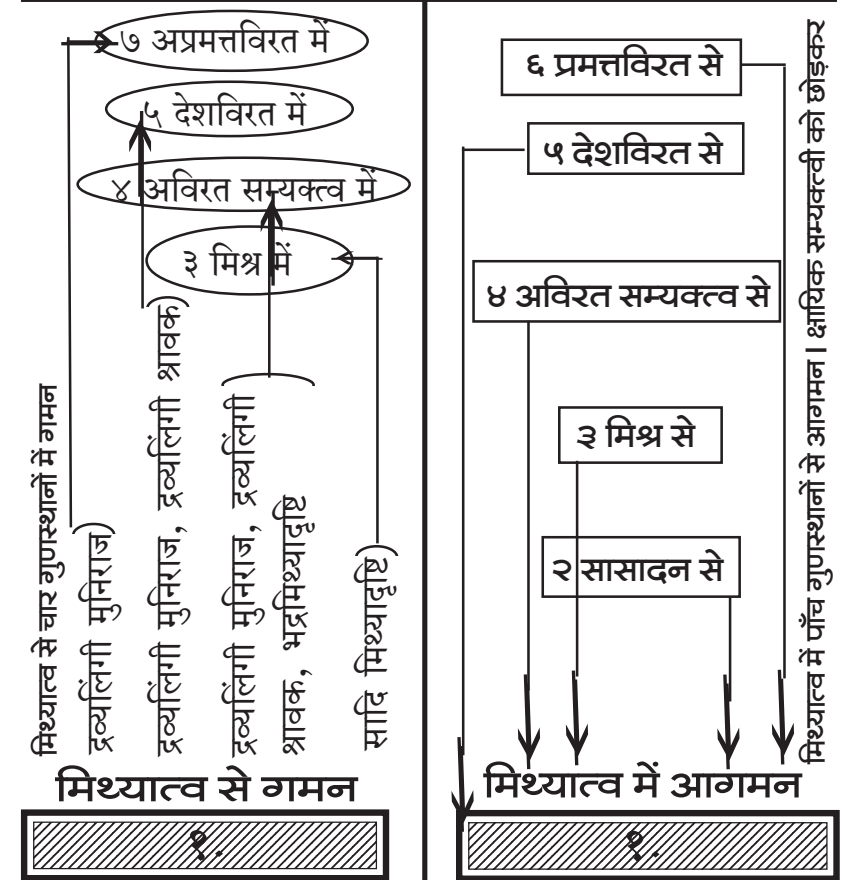 ७ अप्रमत्तविरत में
५ देशविरत में
४ अविरत सम्यक्त्व में
३ मिश्र में
मिथ्यात्व से चार गुणस्थानों में गमन
द्रव्यलिंगी मुनिराज)
द्रव्यलिंगी मुनिराज, द्रव्यलिंगी श्रावक)
द्रव्यलिंगी मुनिराज, द्रव्यलिंगी
श्रावक, भद्रमिथ्यादृष्टि
सादि मिथ्यादृष्टि)
मिथ्यात्व से गमन
१.
६ प्रमत्तविरत से
५ देशविरत से
४ अविरत सम्यक्त्व से
३ मिश्र से
२ सासादन से
मिथ्यात्व में पाँच गुणस्थानों से आगमन। क्षायिक सम्यक्त्वी को छोड़कर
मिथ्यात्व में आगमन
१.